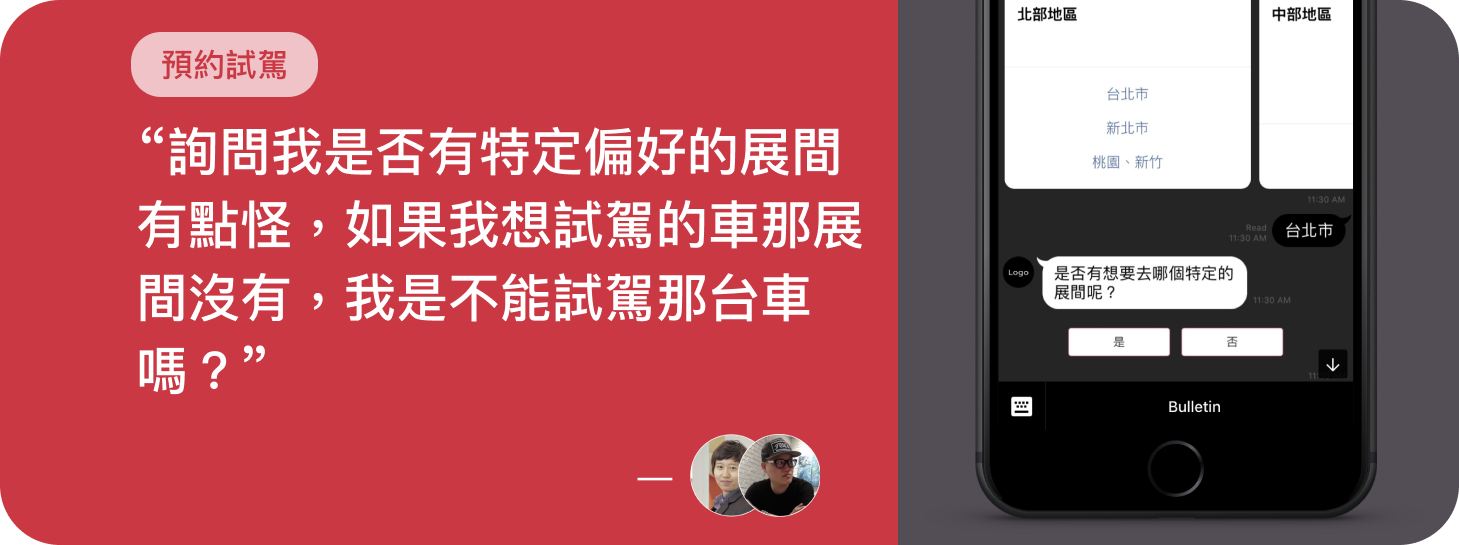 預約試駕
“詢問我是否有特定偏好的展間
有點怪，如果我想試駕的車那展
間沒有，我是不能試駕那台車
嗎？”
北部地區
中部地區
台北市
新北市
桃園、新竹
11:30 AM
Read
11:30 AM
台北市
Logo
是否有想要去哪個特定的
展間呢？
11:30 AM
是
否
11:
Bulletin